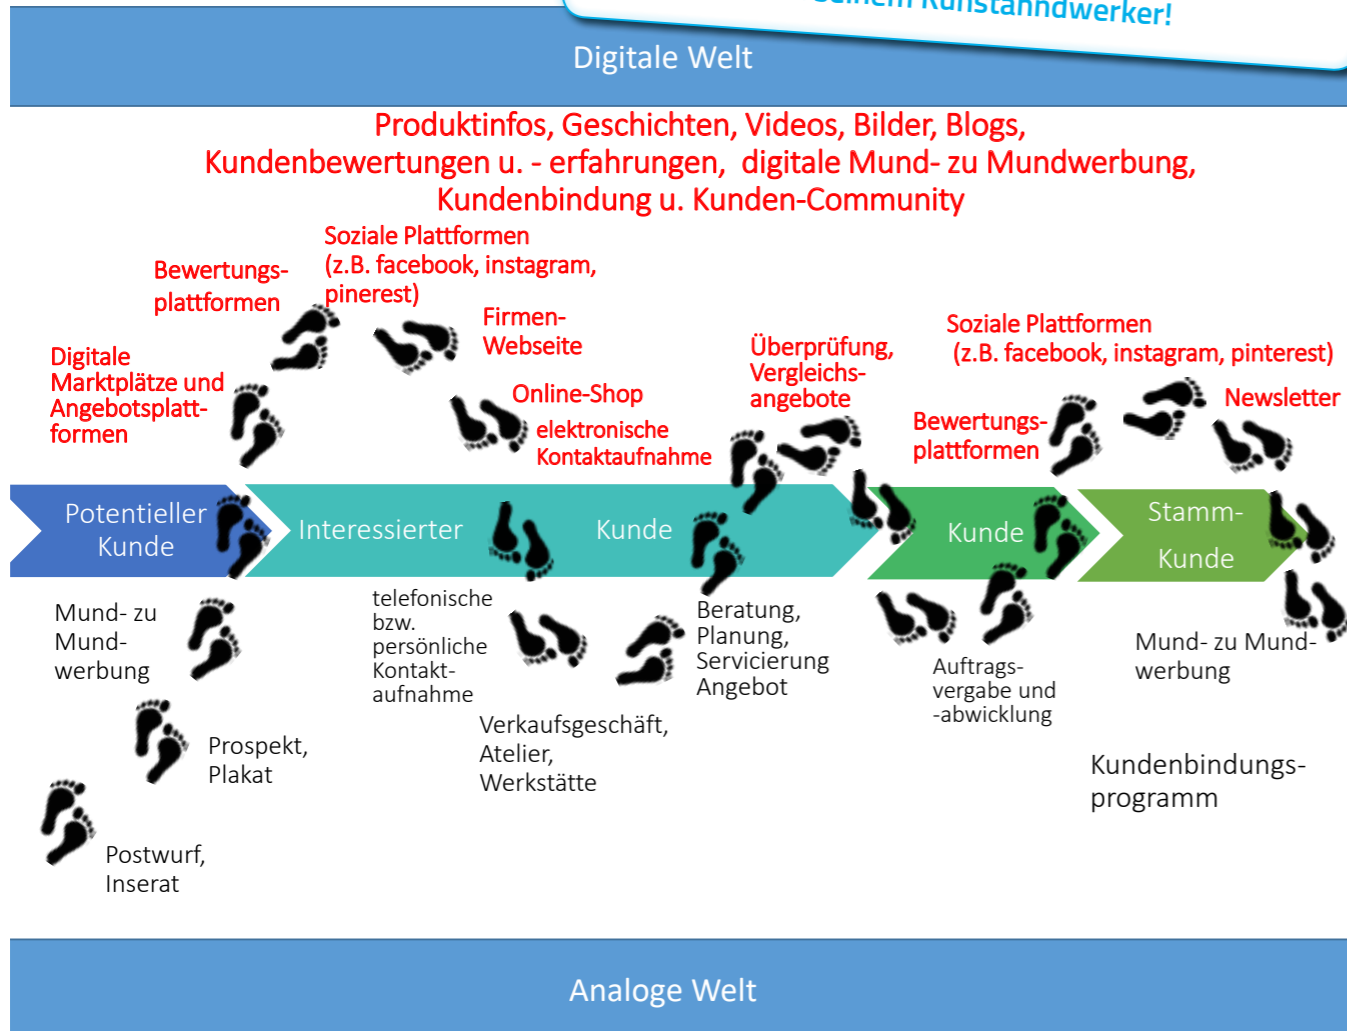 Kunsthandwerker!
Digitale Welt
Produktinfos, Geschichten, Videos, Bilder, Blogs,
Kundenbewertungen u. - erfahrungen, digitale Mund- zu Mundwerbung,
Kundenbindung u. Kunden-Community
Soziale Plattformen
(z.B. facebook, instagram,
pinerest)
Bewertungs-
plattformen
Firmen-
Webseite
Digitale
Marktplätze und
Angebotsplatt-
formen
Online-Shop
elektronische
Kontaktaufnahme
Überprüfung,
Vergleichs-
angebote
Soziale Plattformen
(z.B. facebook, instagram, pinterest)
Newsletter
Bewertungs-
plattformen
Potentieller
Kunde
Interessierter Kunde
Kunde
Stamm-
Kunde
Mund- zu
Mund-
werbung
Prospekt,
Plakat
Postwurf,
Inserat
telefonische
bzw.
persönliche
Kontakt-
aufnahme
Verkaufsgeschäft,
Atelier,
Werkstätte
Beratung,
Planung,
Servicierung
Angebot
Auftrags-
vergabe und
-abwicklung
Mund- zu Mund-
werbung
Kundenbindungs-
programm
Analoge Welt